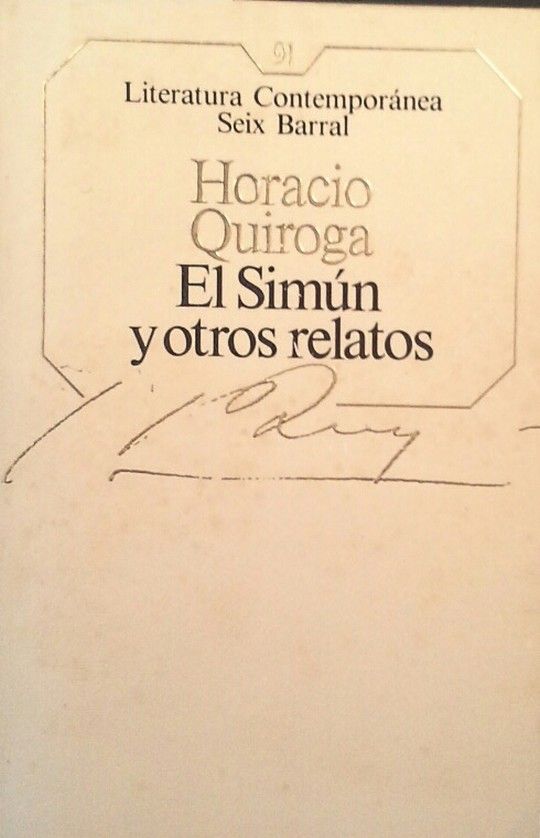 91
Literatura Contemporánea
Seix Barral
Horacio
Quiroga
El Simún
y otros relatos